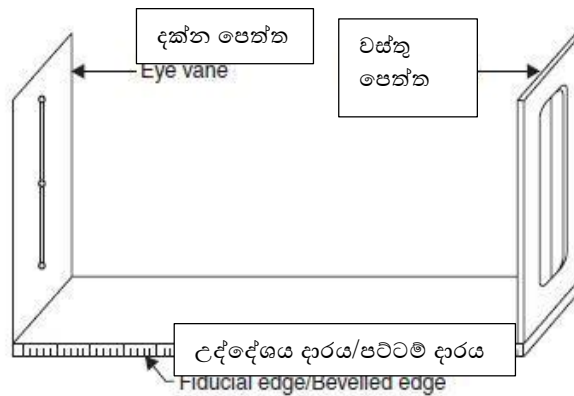 දක්න පෙත්ත
Eye vane
වස්තු
පෙත්ත
උද්දේශය දාරය/පට්ටම් දාරය
Fiducial edge/Bevelled edge